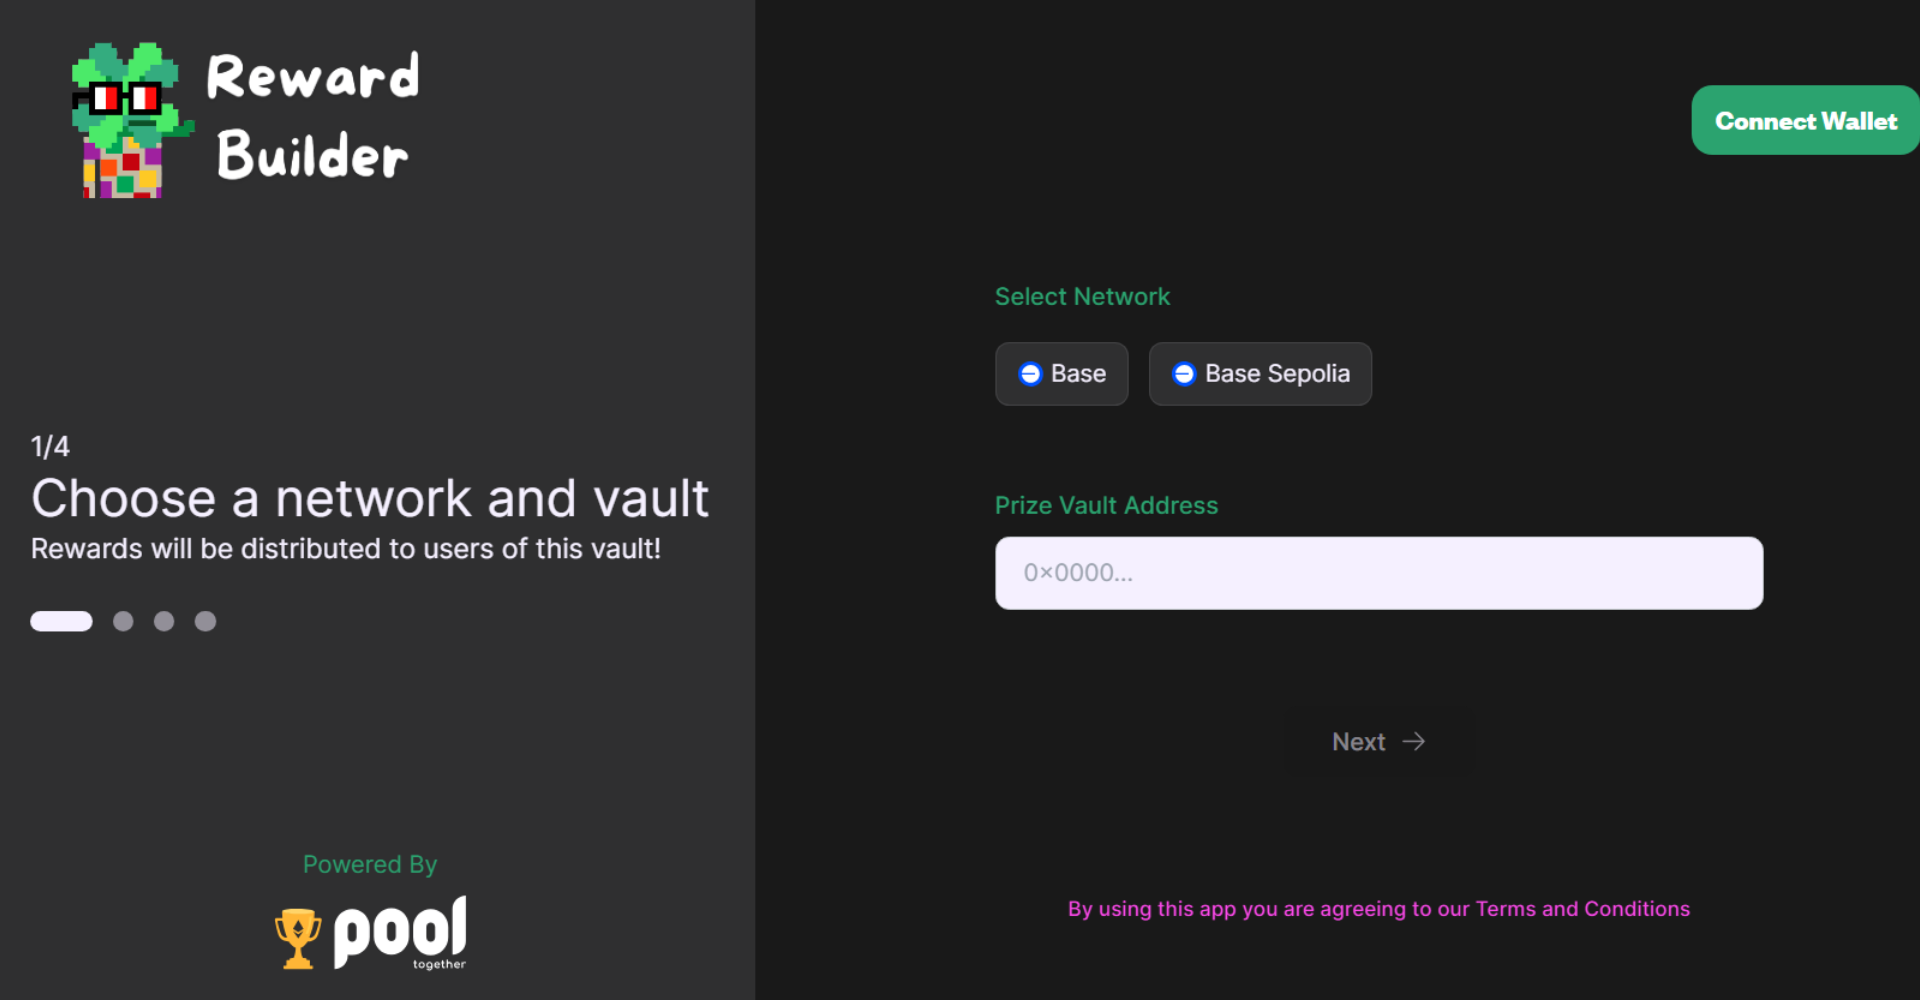 Reward
Builder
Connect Wallet
1/4
Choose a network and vault
Rewards will be distributed to users of this vault!
Select Network
Base
Base Sepolia
Prize Vault Address
0×0000...
Next →
Powered By
pool
together
By using this app you are agreeing to our Terms and Conditions